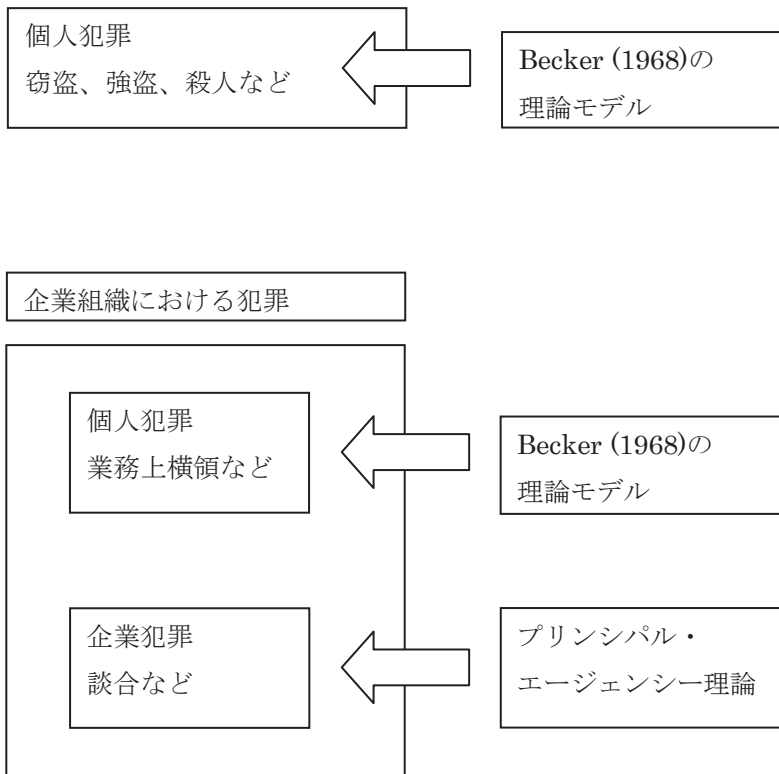 個人犯罪
窃盗、強盗、殺人など
Becker (1968)の
理論モデル
企業組織における犯罪
個人犯罪
業務上横領など
Becker (1968)の
理論モデル
企業犯罪
談合など
プリンシパル・
エージェンシー理論